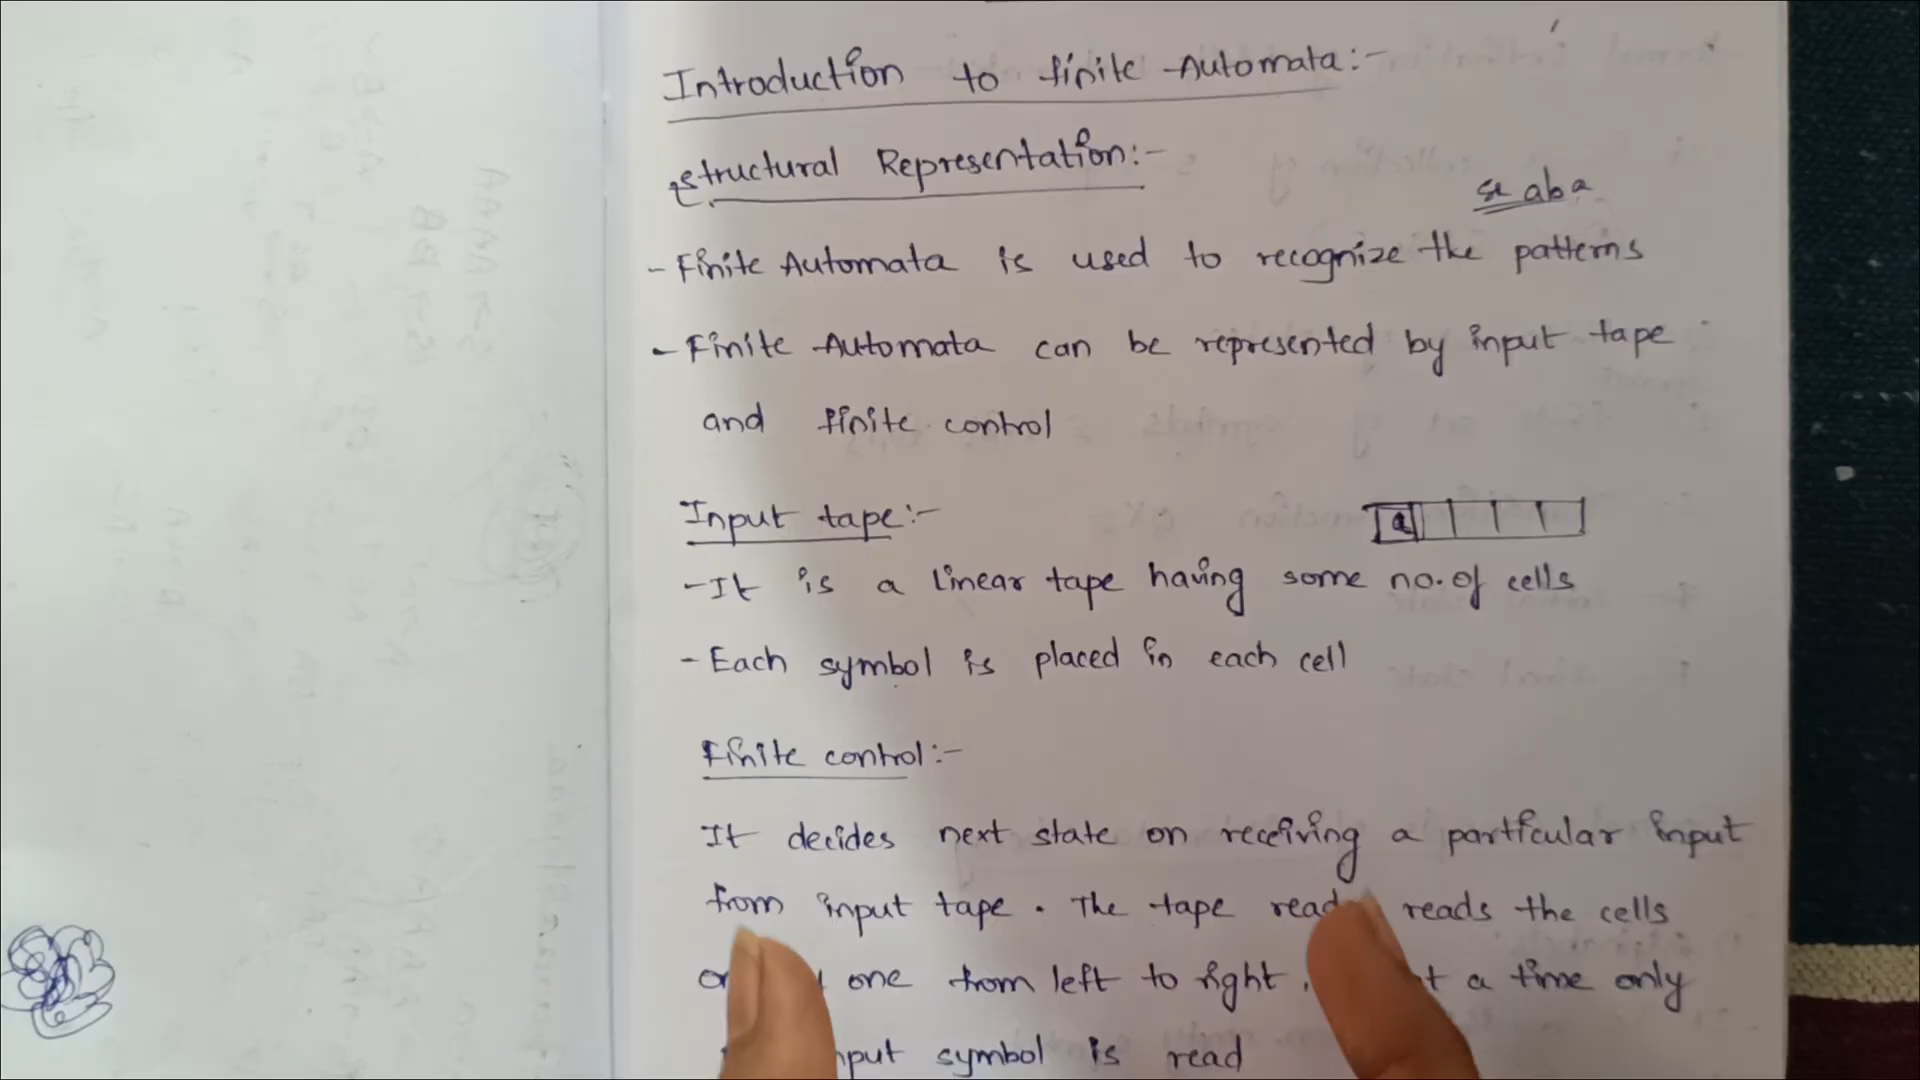 Introduction to finite Automata:-
structural Representation:-
aba
- Finite Automata is used to recognize the patterns
- Finite Automata can be represented by input tape
and finite control
Input tape:-
a
- It is a linear tape having some no. of cells
- Each symbol is placed in each cell
Finite control:-
It decides next state on receiving a particular input
from input tape. The tape reads the cells
one from left to right, a time only
symbol is read